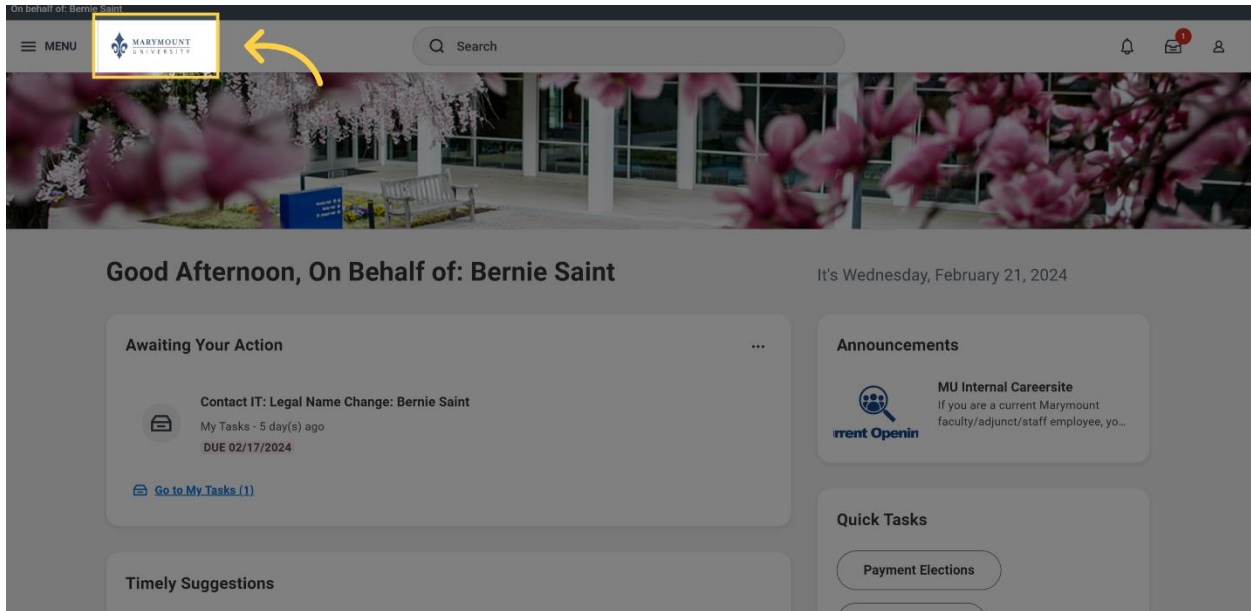 On behalf of: Bernie Saint
MENU
MARYMOUNT
UNIVERSITY
Search
1
Good Afternoon, On Behalf of: Bernie Saint
It's Wednesday, February 21, 2024
Awaiting Your Action
Contact IT: Legal Name Change: Bernie Saint
My Tasks - 5 day(s) ago
DUE 02/17/2024
Go to My Tasks (1)
Timely Suggestions
Announcements
rrent Openin
MU Internal Careersite
If you are a current Marymount
faculty/adjunct/staff employee, yo...
Quick Tasks
Payment Elections